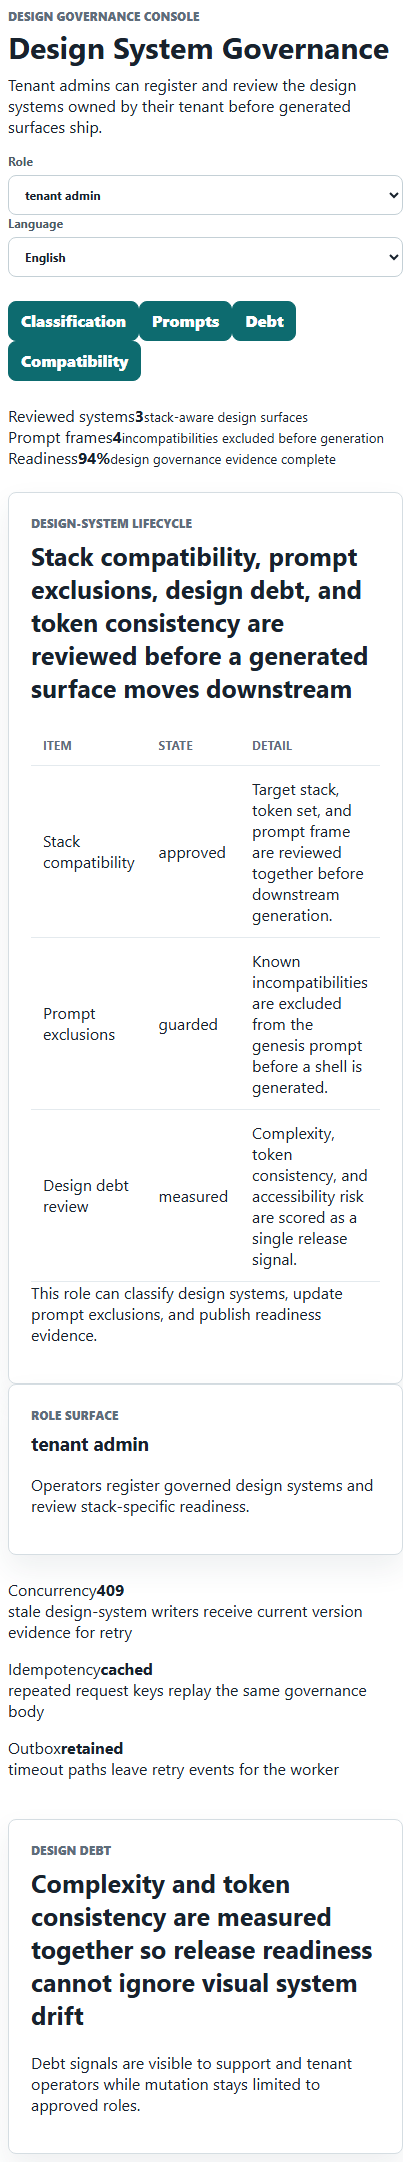 DESIGN GOVERNANCE CONSOLE
Design System Governance
Tenant admins can register and review the design
systems owned by their tenant before generated
surfaces ship.
Role
tenant admin
Language
English
Classification Prompts Debt
Compatibility
Reviewed systems3stack-aware design surfaces
Prompt frames4incompatibilities excluded before generation
Readiness94%design governance evidence complete
DESIGN-SYSTEM LIFECYCLE
Stack compatibility, prompt
exclusions, design debt, and
token consistency are
reviewed before a generated
surface moves downstream
ITEM STATE DETAIL
Stack
compatibility
approved
Target stack,
token set, and
prompt frame
are reviewed
together before
downstream
generation.
Prompt
exclusions
guarded
Known
incompatibilities
are excluded
from the
genesis prompt
before a shell is
generated.
Design debt
review
measured
Complexity,
token
consistency, and
accessibility risk
are scored as a
single release
signal.
This role can classify design systems, update
prompt exclusions, and publish readiness
evidence.
ROLE SURFACE
tenant admin
Operators register governed design systems and
review stack-specific readiness.
Concurrency409
stale design-system writers receive current version
evidence for retry
Idempotencycached
repeated request keys replay the same governance
body
Outboxretained
timeout paths leave retry events for the worker
DESIGN DEBT
Complexity and token
consistency are measured
together so release readiness
cannot ignore visual system
drift
Debt signals are visible to support and tenant
operators while mutation stays limited to
approved roles.